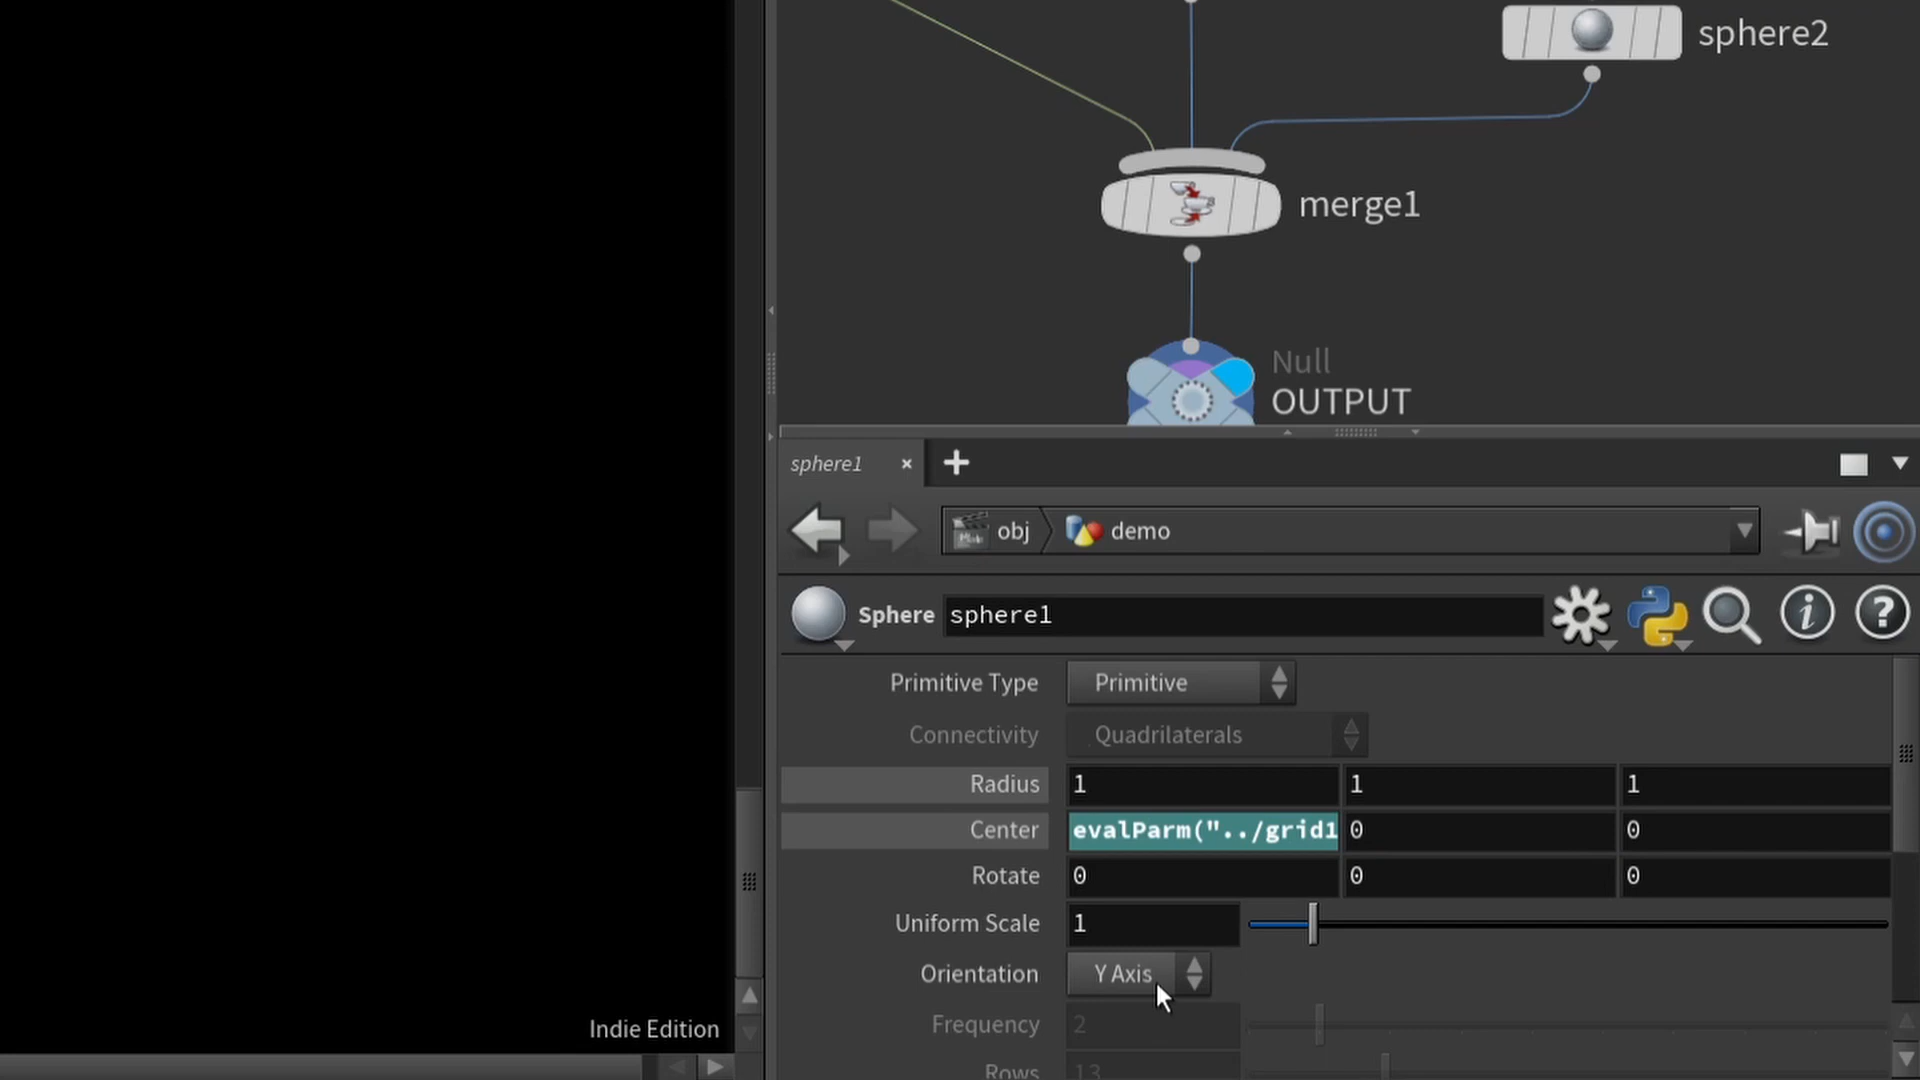 sphere2
merge1
Null
OUTPUT
sphere1
obj demo
Sphere sphere1
Primitive Type Primitive
Connectivity Quadrilaterals
Radius 1 1 1
Center evalParm("../grid1 0 0
Rotate 0 0 0
Uniform Scale 1
Orientation Y Axis
Indie Edition
Frequency 2
Rows 13